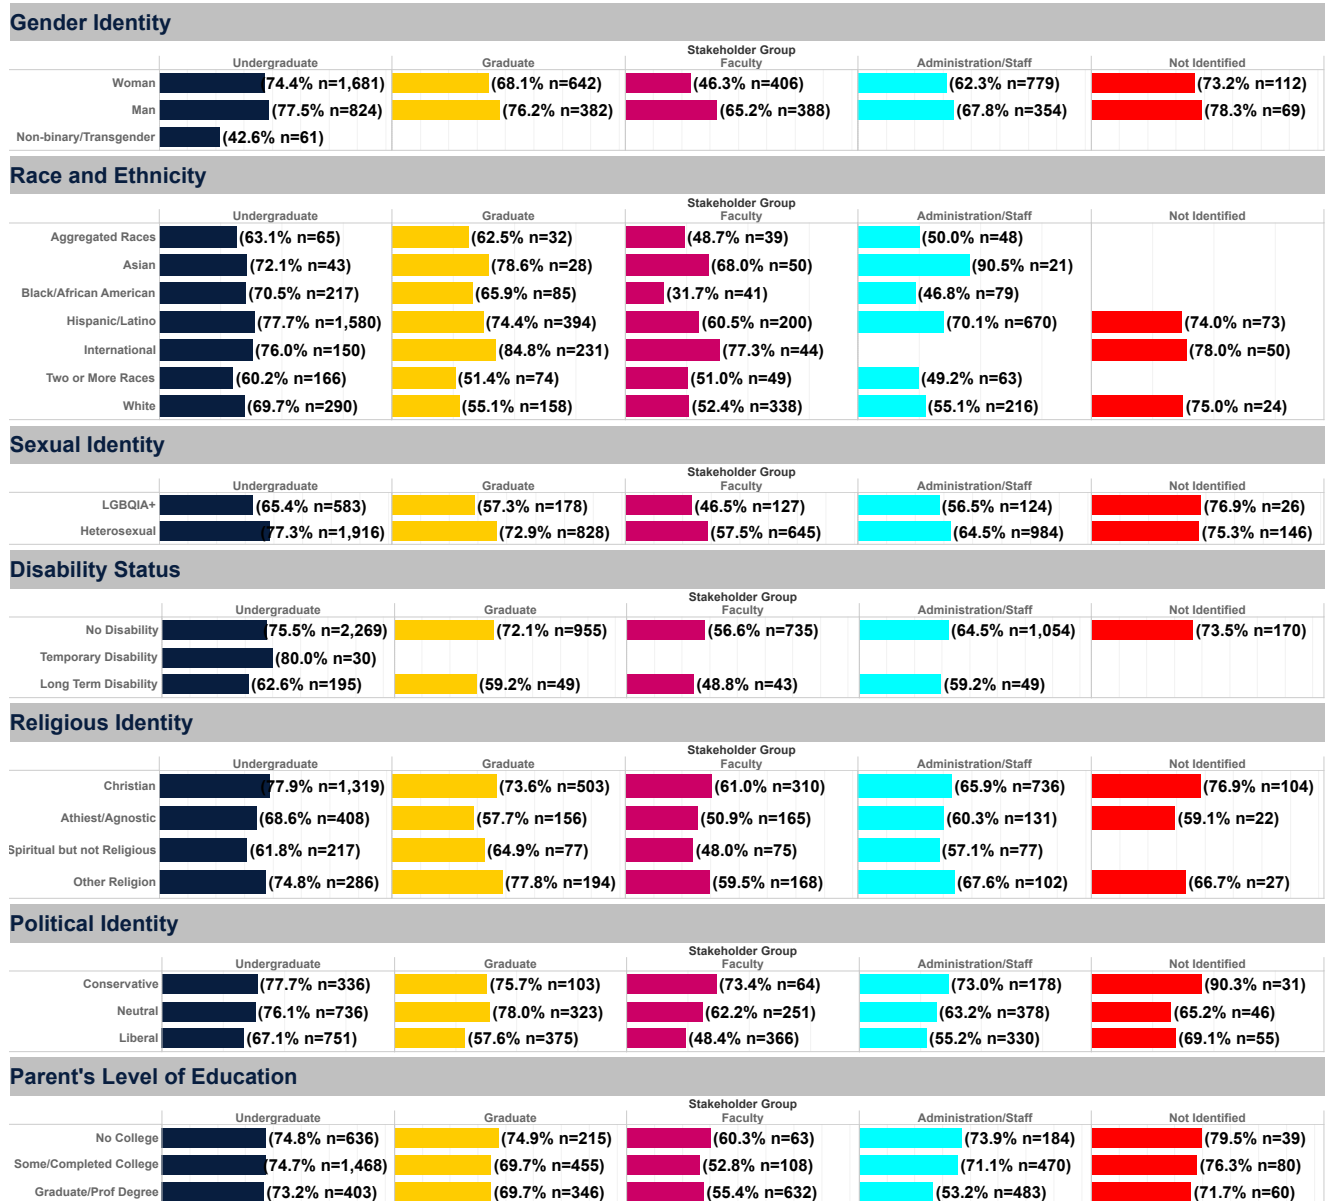 Gender Identity
Stakeholder Group
Undergraduate Graduate Faculty Administration/Staff Not Identified
Woman (74.4% n=1,681) (68.1% n=642) (46.3% n=406) (62.3% n=779) (73.2% n=112)
Man (77.5% n=824) (76.2% n=382) (65.2% n=388) (67.8% n=354) (78.3% n=69)
Non-binary/Transgender (42.6% n=61)
Race and Ethnicity
Stakeholder Group
Undergraduate Graduate Faculty Administration/Staff Not Identified
Aggregated Races (63.1% n=65) (62.5% n=32) (48.7% n=39) (50.0% n=48)
Asian (72.1% n=43) (78.6% n=28) (68.0% n=50) (90.5% n=21)
Black/African American (70.5% n=217) (65.9% n=85) (31.7% n=41) (46.8% n=79)
Hispanic/Latino (77.7% n=1,580) (74.4% n=394) (60.5% n=200) (70.1% n=670) (74.0% n=73)
International (76.0% n=150) (84.8% n=231) (77.3% n=44) (78.0% n=50)
Two or More Races (60.2% n=166) (51.4% n=74) (51.0% n=49) (49.2% n=63)
White (69.7% n=290) (55.1% n=158) (52.4% n=338) (55.1% n=216) (75.0% n=24)
Sexual Identity
Stakeholder Group
Undergraduate Graduate Faculty Administration/Staff Not Identified
LGBQIA+ (65.4% n=583) (57.3% n=178) (46.5% n=127) (56.5% n=124) (76.9% n=26)
Heterosexual (77.3% n=1,916) (72.9% n=828) (57.5% n=645) (64.5% n=984) (75.3% n=146)
Disability Status
Stakeholder Group
Undergraduate Graduate Faculty Administration/Staff Not Identified
No Disability (75.5% n=2,269) (72.1% n=955) (56.6% n=735) (64.5% n=1,054) (73.5% n=170)
Temporary Disability (80.0% n=30)
Long Term Disability (62.6% n=195) (59.2% n=49) (48.8% n=43) (59.2% n=49)
Religious Identity
Stakeholder Group
Undergraduate Graduate Faculty Administration/Staff Not Identified
Christian (77.9% n=1,319) (73.6% n=503) (61.0% n=310) (65.9% n=736) (76.9% n=104)
Athiest/Agnostic (68.6% n=408) (57.7% n=156) (50.9% n=165) (60.3% n=131) (59.1% n=22)
Spiritual but not Religious (61.8% n=217) (64.9% n=77) (48.0% n=75) (57.1% n=77)
Other Religion (74.8% n=286) (77.8% n=194) (59.5% n=168) (67.6% n=102) (66.7% n=27)
Political Identity
Stakeholder Group
Undergraduate Graduate Faculty Administration/Staff Not Identified
Conservative (77.7% n=336) (75.7% n=103) (73.4% n=64) (73.0% n=178) (90.3% n=31)
Neutral (76.1% n=736) (78.0% n=323) (62.2% n=251) (63.2% n=378) (65.2% n=46)
Liberal (67.1% n=751) (57.6% n=375) (48.4% n=366) (55.2% n=330) (69.1% n=55)
Parent's Level of Education
Stakeholder Group
Undergraduate Graduate Faculty Administration/Staff Not Identified
No College (74.8% n=636) (74.9% n=215) (60.3% n=63) (73.9% n=184) (79.5% n=39)
Some/Completed College (74.7% n=1,468) (69.7% n=455) (52.8% n=108) (71.1% n=470) (76.3% n=80)
Graduate/Prof Degree (73.2% n=403) (69.7% n=346) (55.4% n=632) (53.2% n=483) (71.7% n=60)